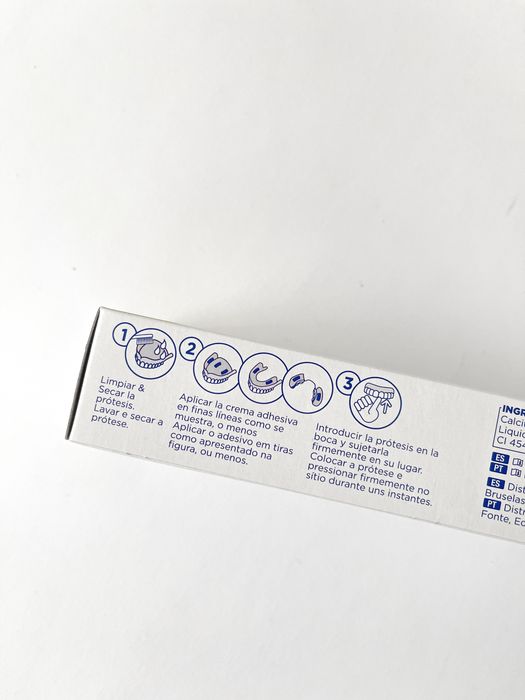 1
Limpiar &
Secar la
prótesis.
Lavar e secar a
prótese.
2
Aplicar la crema adhesiva
en finas líneas como se
muestra, o menos
Aplicar o adesivo em tiras
como apresentado na
figura, ou menos.
3
Introducir la prótesis en la
boca y sujetarla
firmemente en su lugar.
Colocar a prótese e
pressionar firmemente no
sítio durante uns instantes.
INGR
Calci
Liquid
CI 45
ES
PT
ES Dist
Bruselas
PT Distr
Fonte, Ed